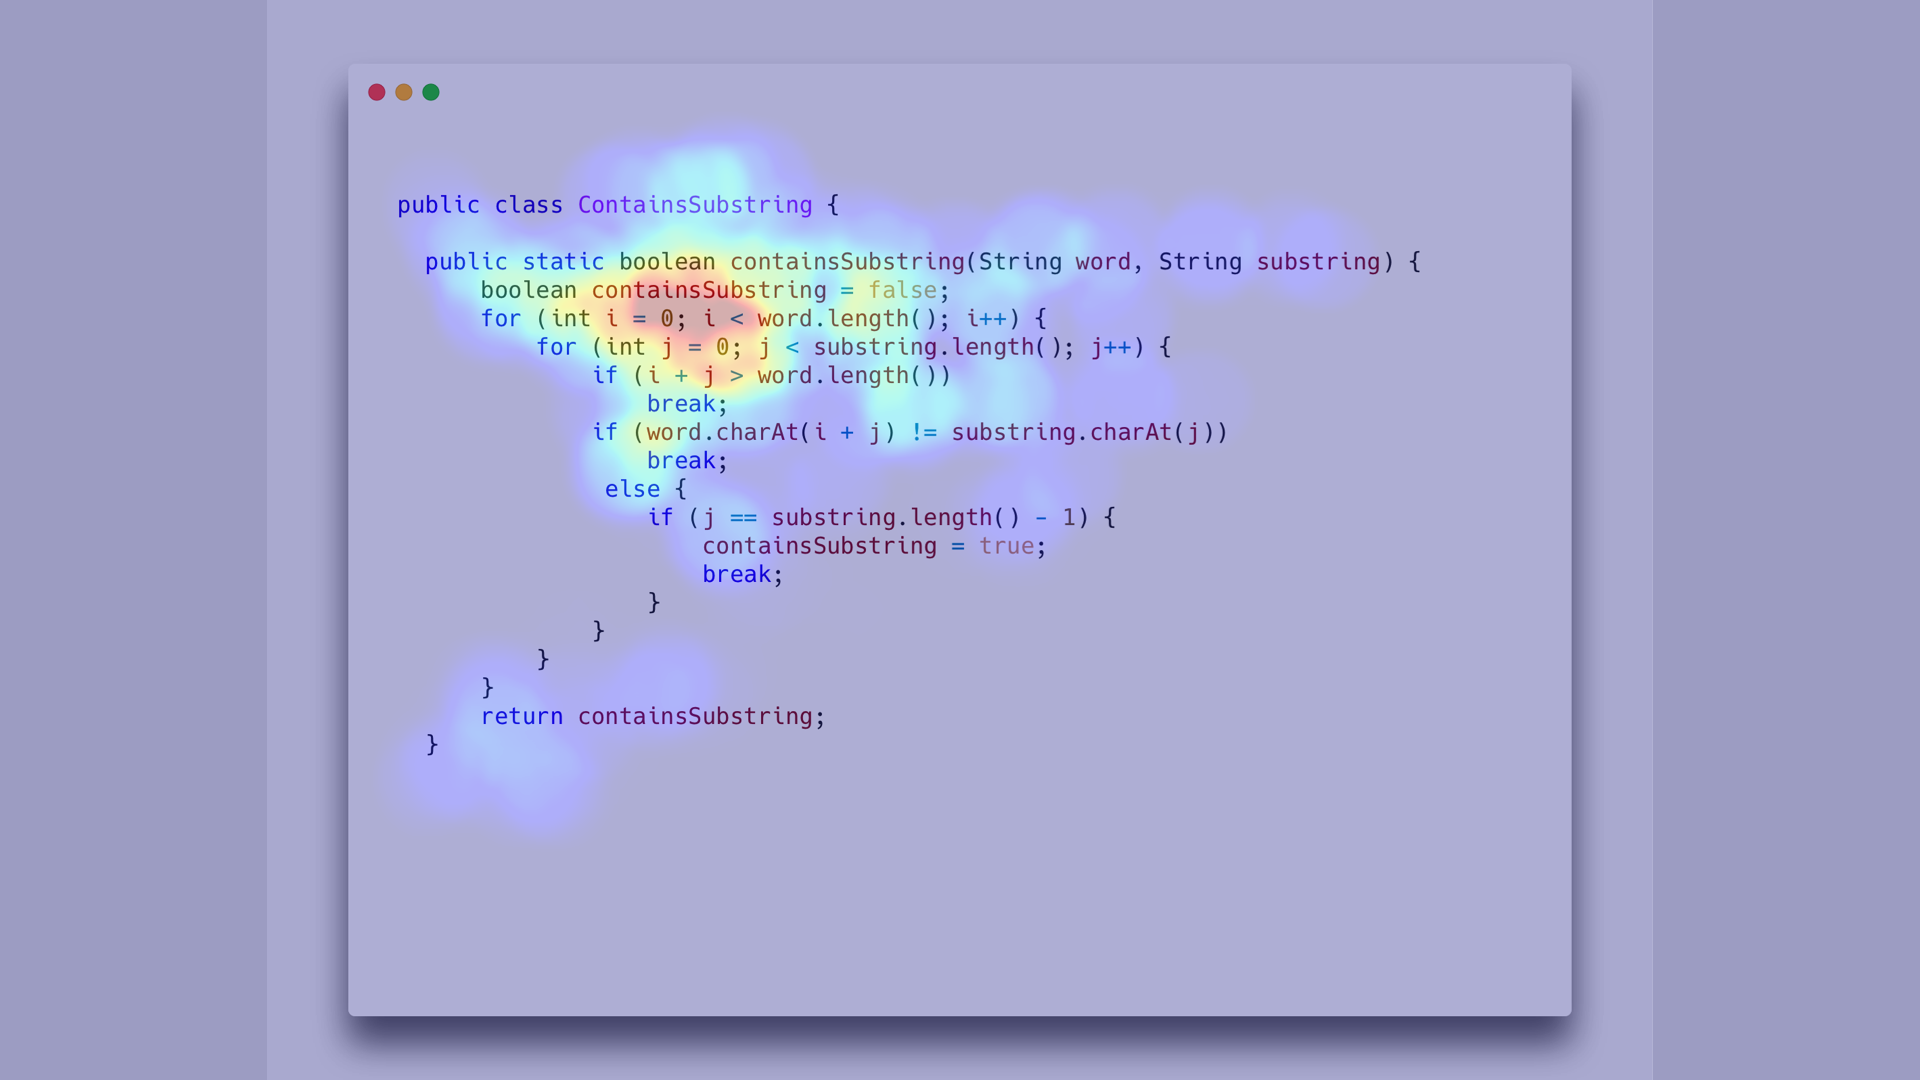 public class ContainsSubstring {
public static boolean containsSubstring(String word, String substring) {
boolean containsSubstring = false;
for (int i = 0; i < word.length(); i++) {
for (int j = 0; j < substring.length(); j++) {
if (i + j > word.length())
break;
if (word.charAt(i + j) != substring.charAt(j))
break;
else {
if (j == substring.length() - 1) {
containsSubstring = true;
break;
}
}
}
}
return containsSubstring;
}